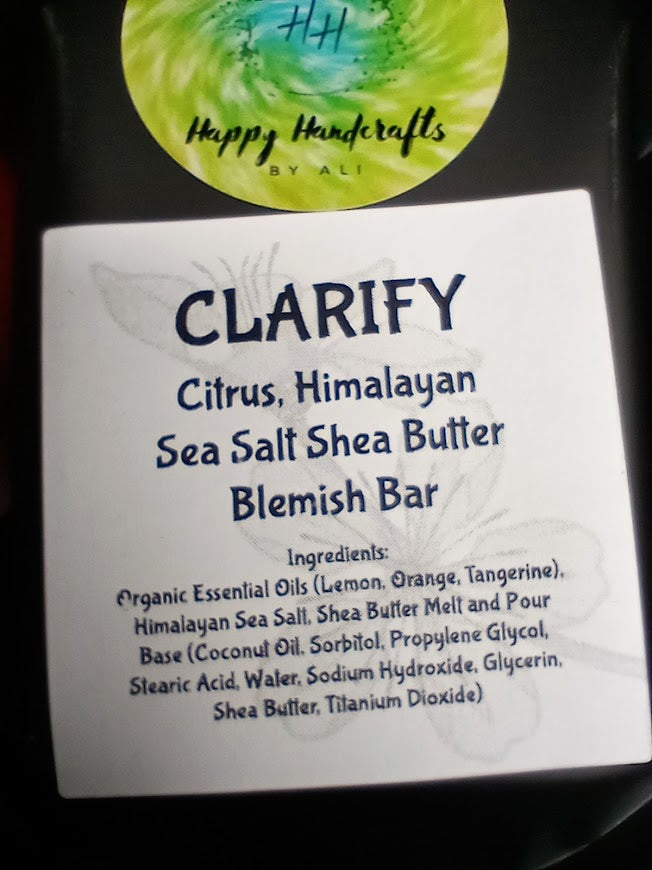 HH
Happy Handcrafts
BY ALI
CLARIFY
Citrus, Himalayan
Sea Salt Shea Butter
Blemish Bar
Ingredients:
Organic Essential Oils (Lemon, Orange, Tangerine),
Himalayan Sea Salt, Shea Butter Melt and Pour
Base (Coconut Oil, Sorbitol, Propylene Glycol,
Stearic Acid, Water, Sodium Hydroxide, Glycerin,
Shea Butter, Titanium Dioxide)